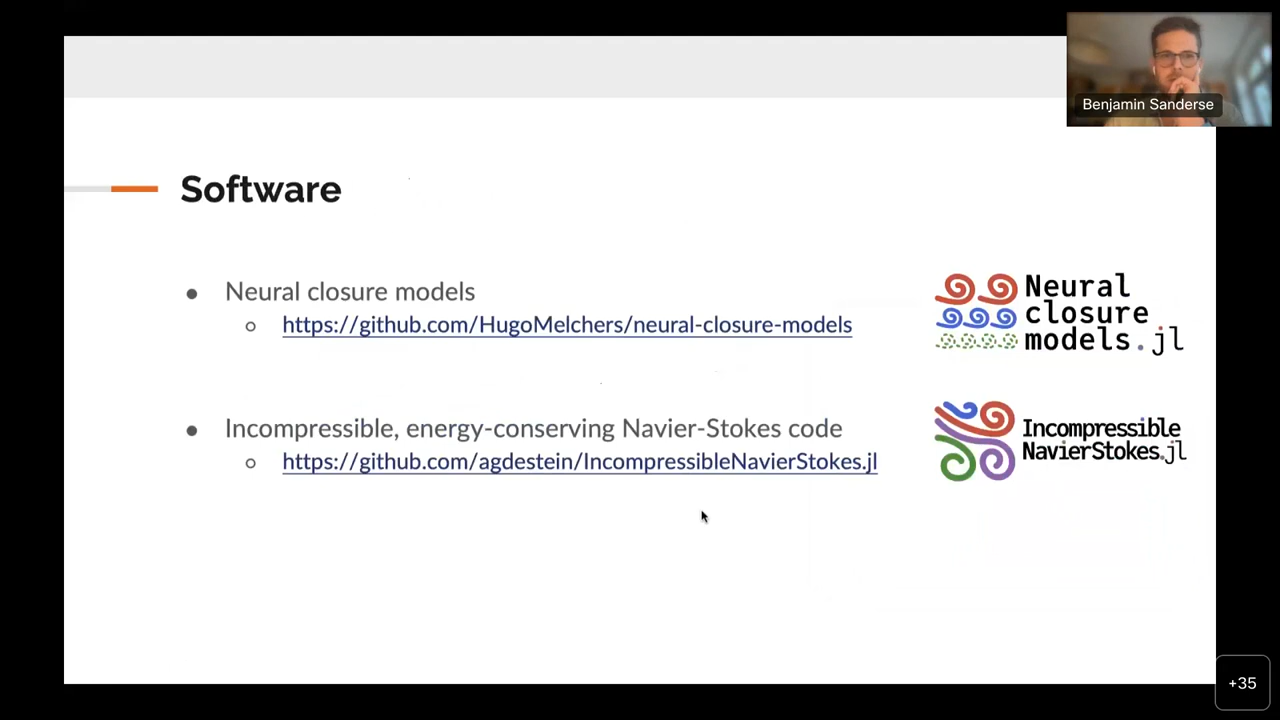 Benjamin Sanderse
Software
Neural closure models
https://github.com/HugoMelchers/neural-closure-models
Neural
closure
models.jl
Incompressible, energy-conserving Navier-Stokes code
https://github.com/agdestein/IncompressibleNavierStokes.jl
Incompressible
NavierStokes.jl
+35